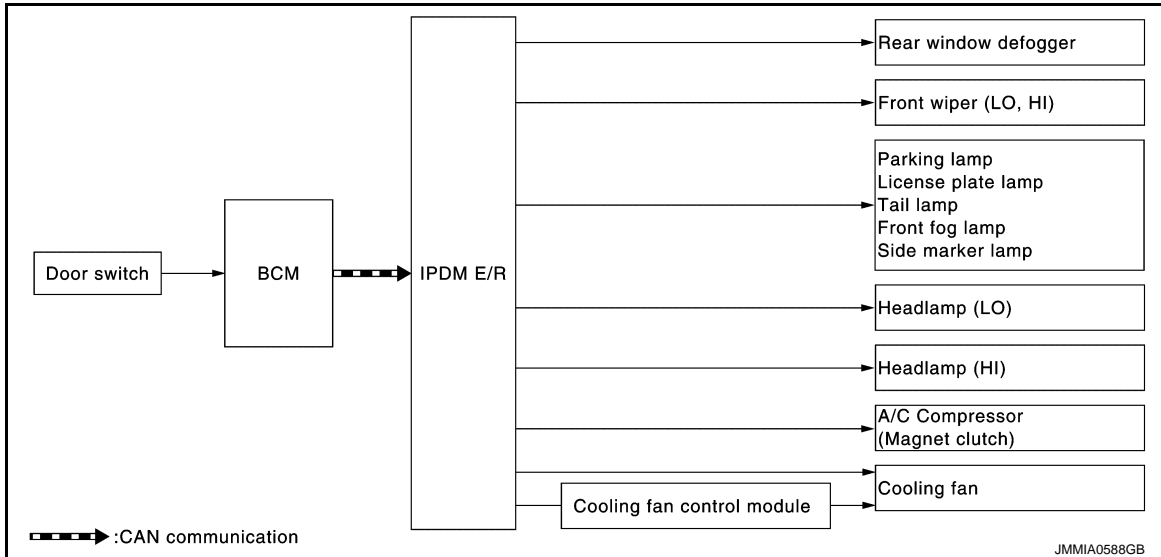 Rear window defogger
Front wiper (LO, HI)
Parking lamp
License plate lamp
Tail lamp
Front fog lamp
Side marker lamp
Door switch
BCM
IPDM E/R
Headlamp (LO)
Headlamp (HI)
A/C Compressor
(Magnet clutch)
Cooling fan
Cooling fan control module
:CAN communication
JMMIA0588GB